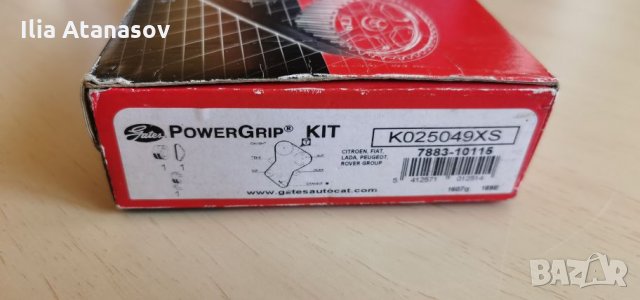 Ilia Atanasov
Gates POWERGRIP® KIT
K025049XS
CITROEN, FIAT,
LADA, PEUGEOT,
ROVER GROUP
7883-10115
www.gatesautocat.com
BAZAR